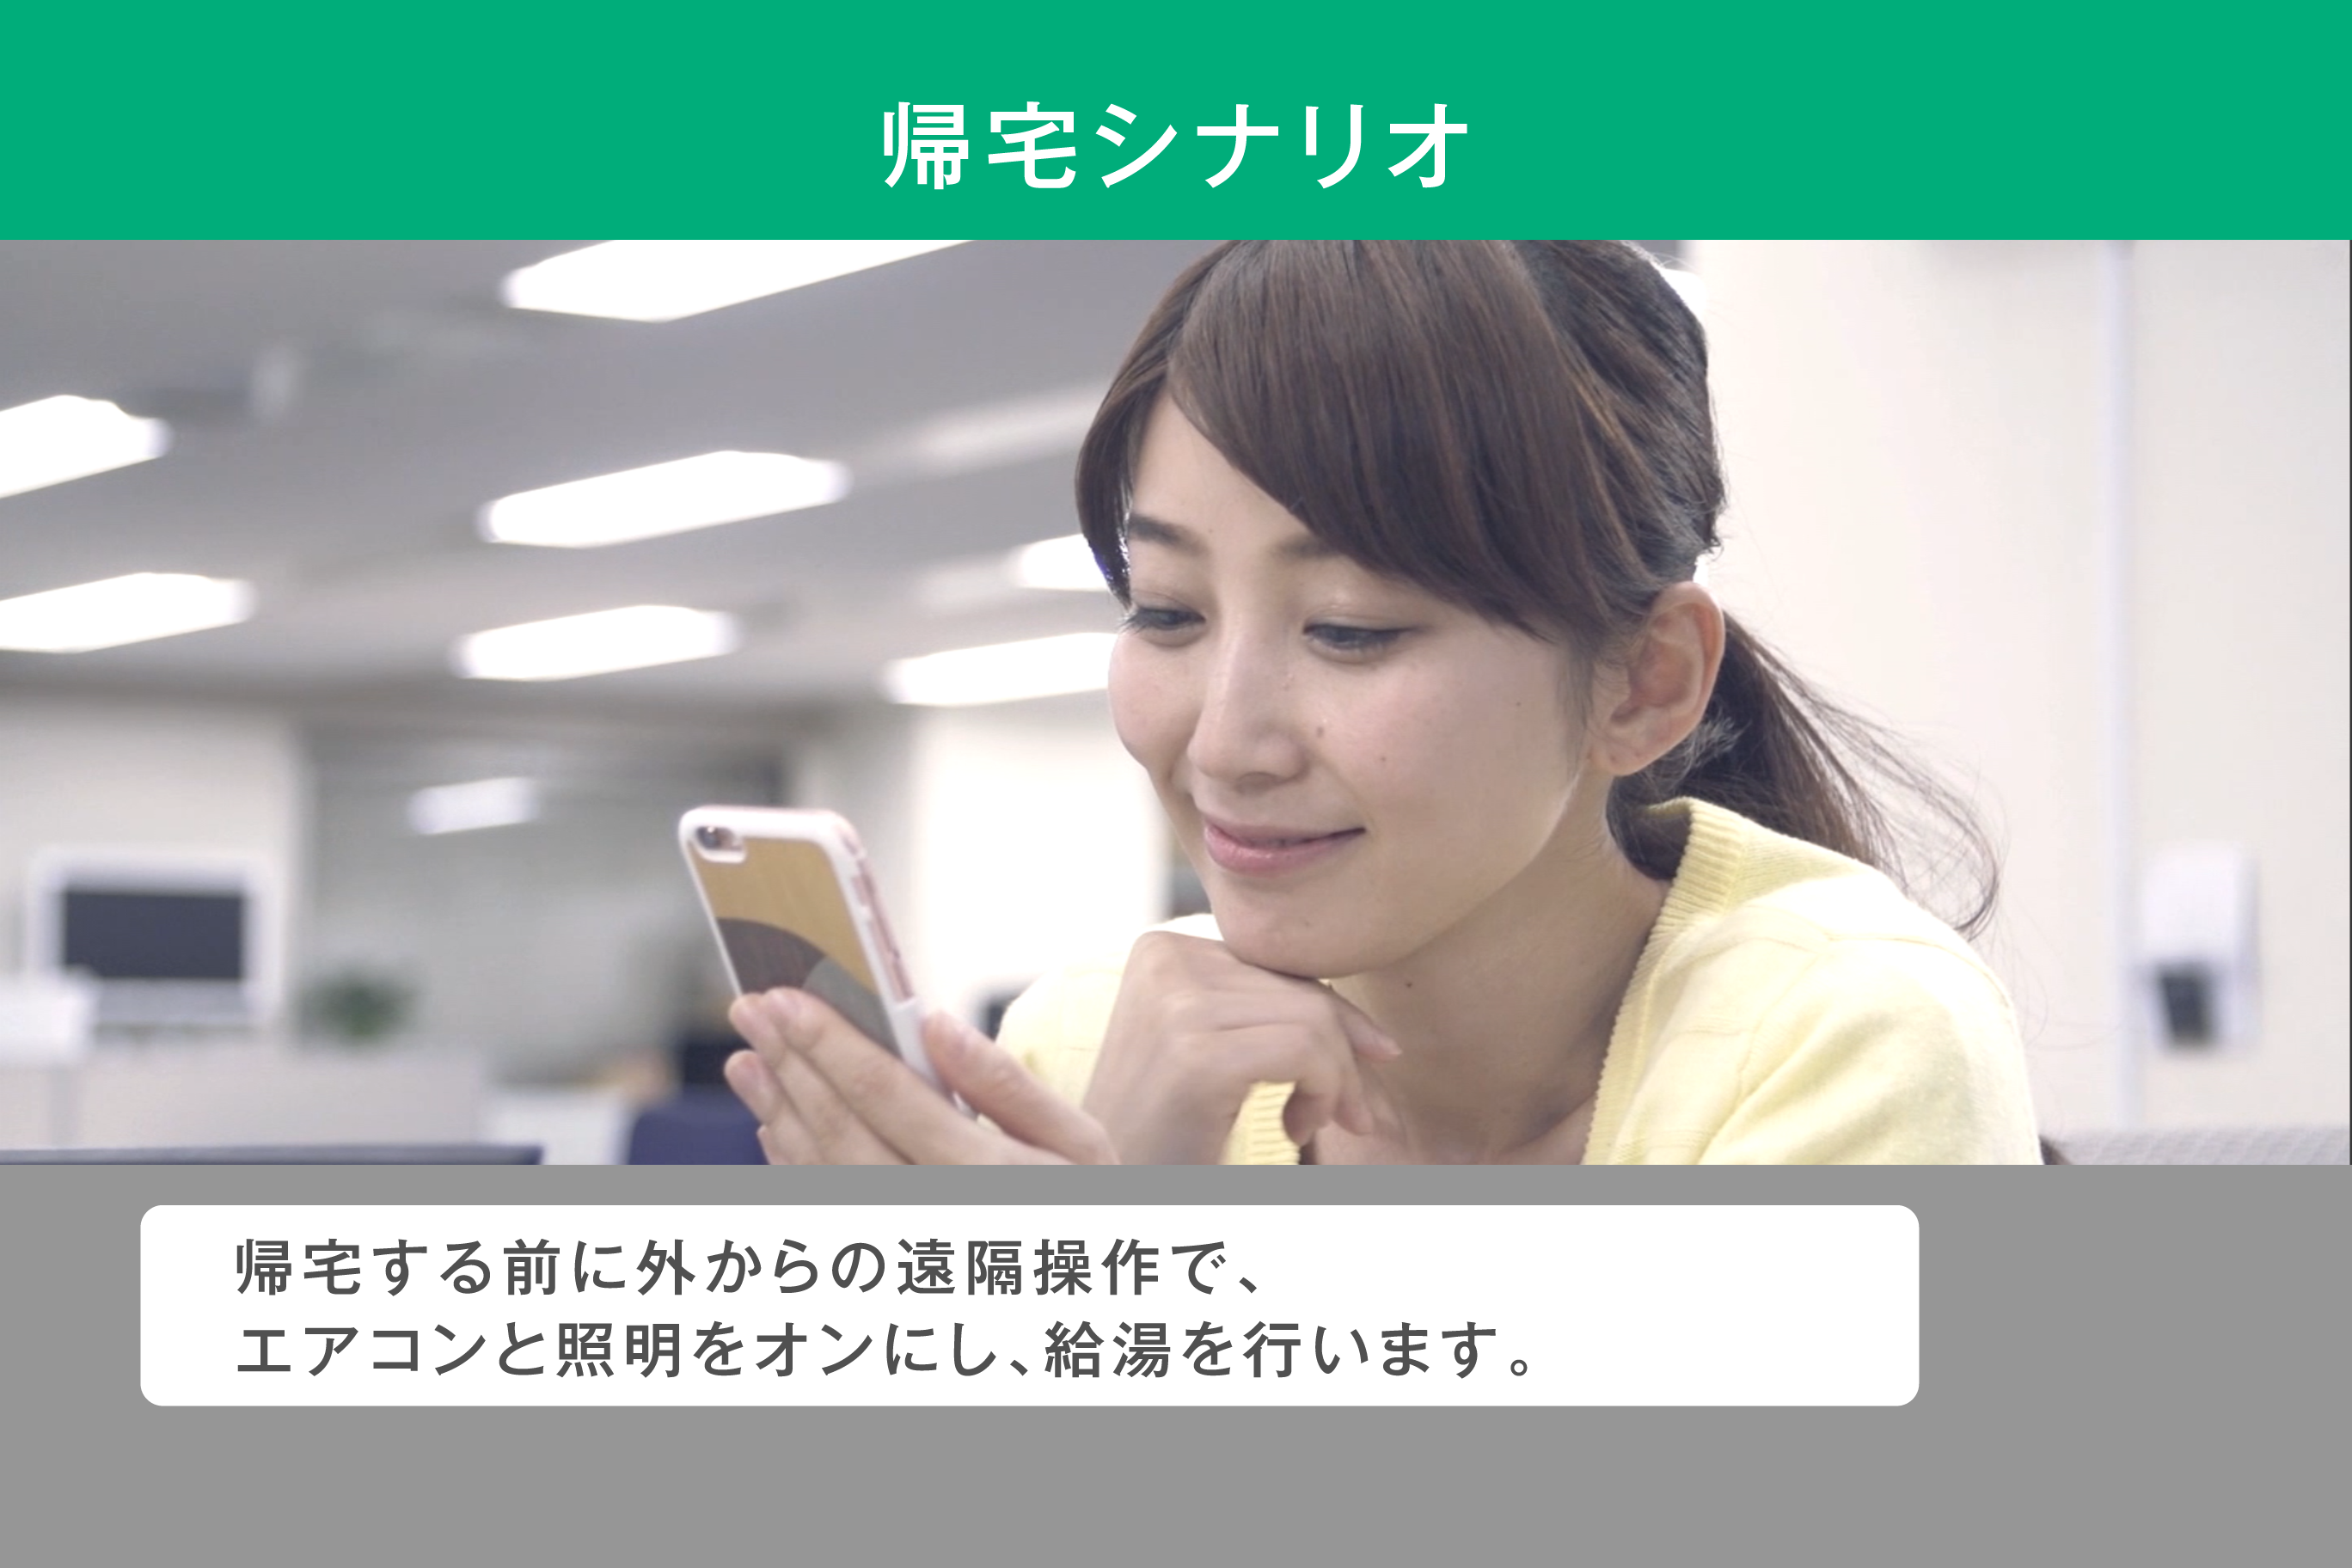 帰宅シナリオ
帰宅する前に外からの遠隔操作で、
エアコンと照明をオンにし、給湯を行います。